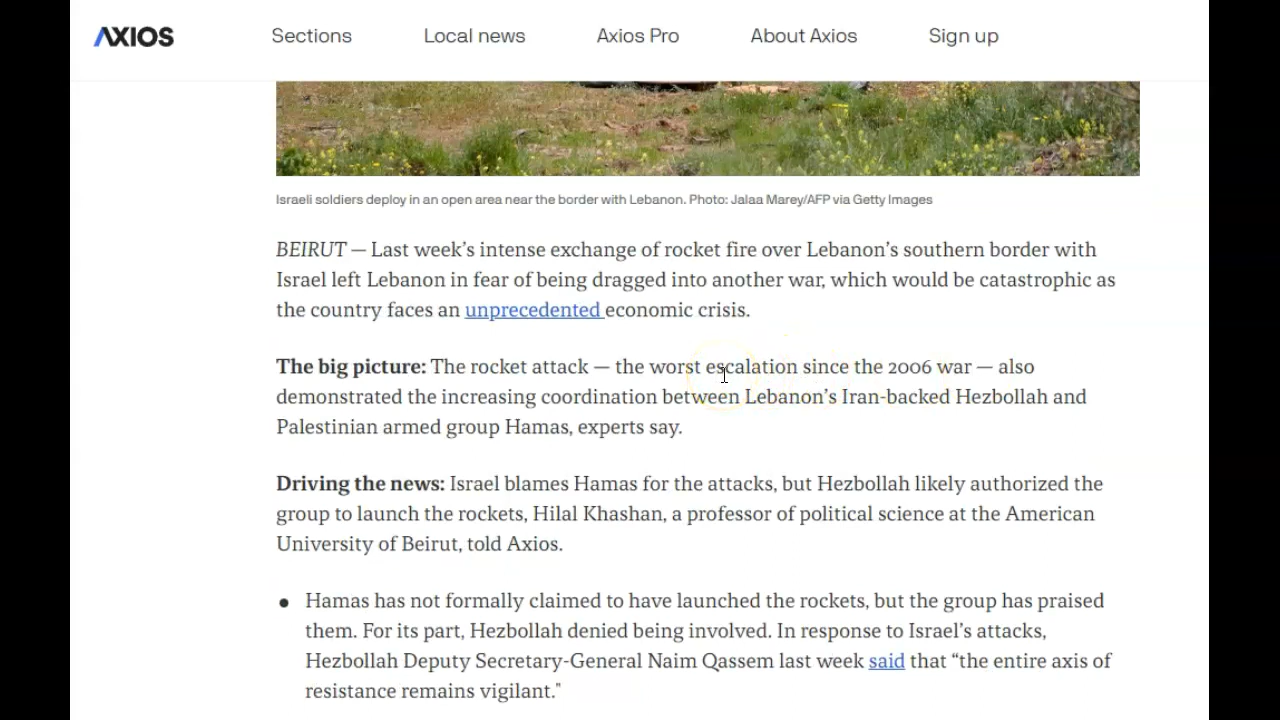 AXIOS Sections Local news Axios Pro About Axios Sign up
Israeli soldiers deploy in an open area near the border with Lebanon. Photo: Jalaa Marey/AFP via Getty Images
BEIRUT — Last week’s intense exchange of rocket fire over Lebanon’s southern border with
Israel left Lebanon in fear of being dragged into another war, which would be catastrophic as
the country faces an unprecedented economic crisis.
The big picture: The rocket attack — the worst escalation since the 2006 war — also
demonstrated the increasing coordination between Lebanon’s Iran-backed Hezbollah and
Palestinian armed group Hamas, experts say.
Driving the news: Israel blames Hamas for the attacks, but Hezbollah likely authorized the
group to launch the rockets, Hilal Khashan, a professor of political science at the American
University of Beirut, told Axios.
• Hamas has not formally claimed to have launched the rockets, but the group has praised
them. For its part, Hezbollah denied being involved. In response to Israel’s attacks,
Hezbollah Deputy Secretary-General Naim Qassem last week said that “the entire axis of
resistance remains vigilant."